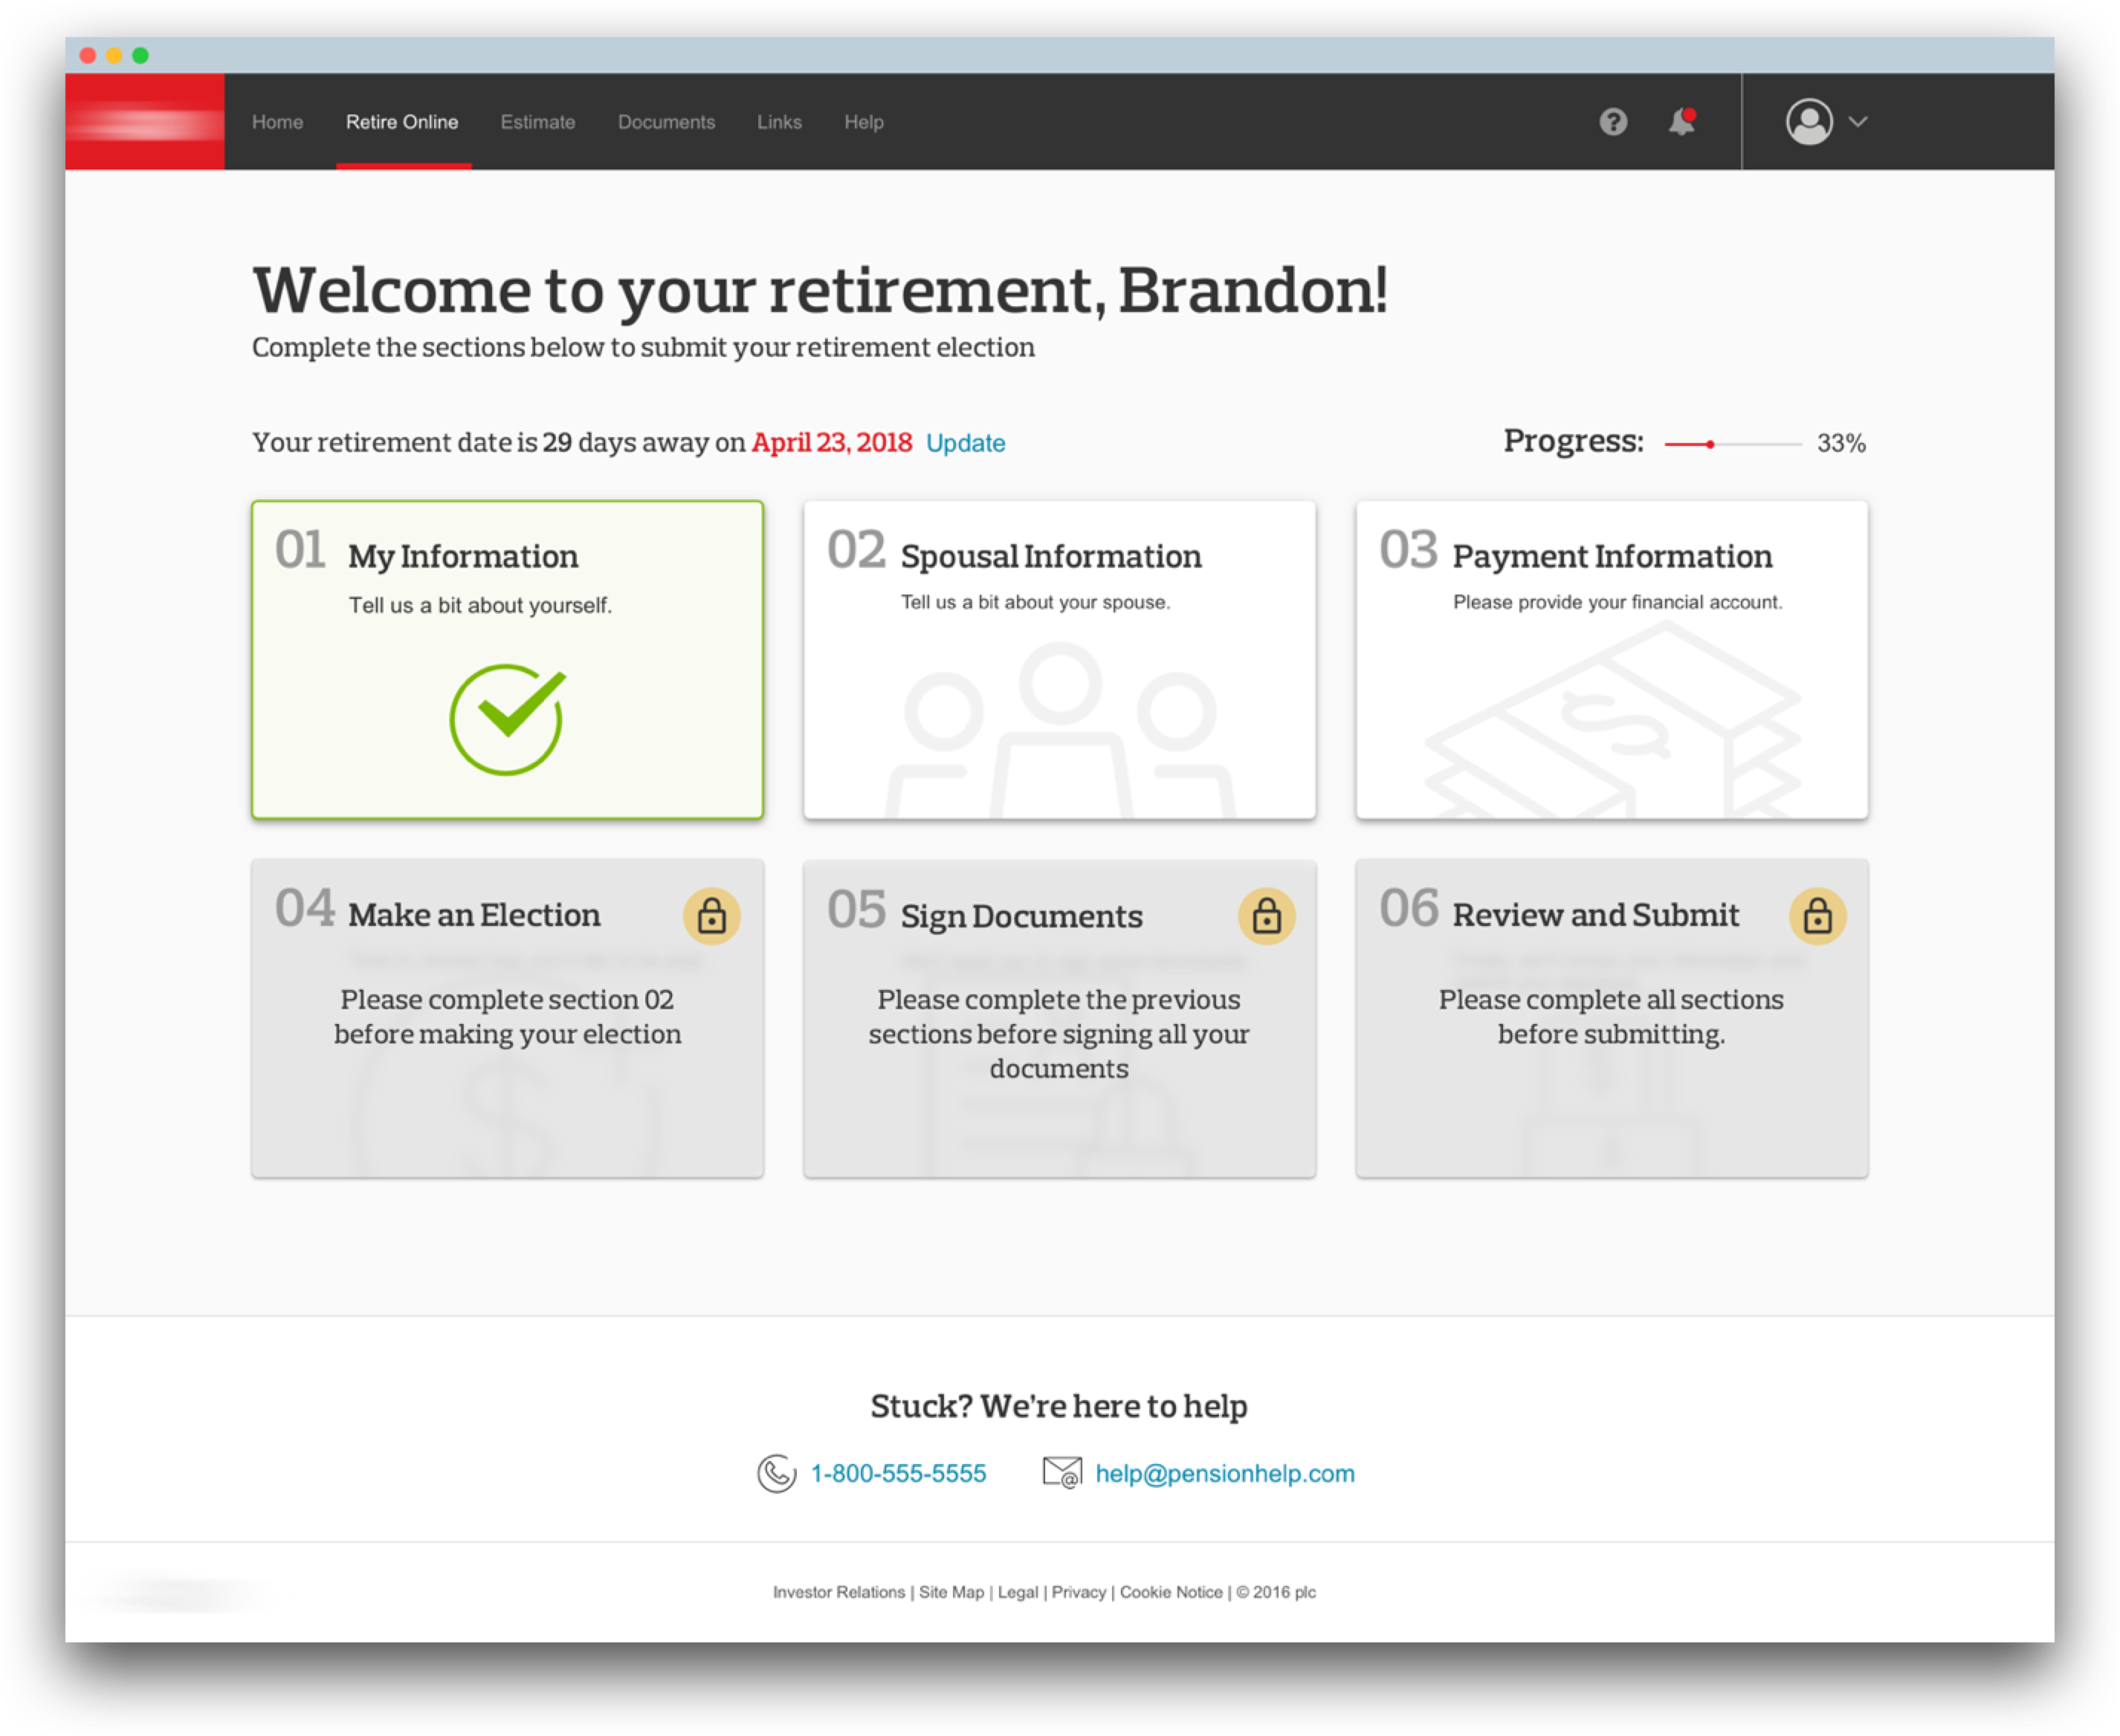 Home Retire Online Estimate Documents Links Help
Welcome to your retirement, Brandon!
Complete the sections below to submit your retirement election
Your retirement date is 29 days away on April 23, 2018 Update
Progress: 33%
01 My Information
Tell us a bit about yourself.
02 Spousal Information
Tell us a bit about your spouse.
03 Payment Information
Please provide your financial account.
04 Make an Election
Please complete section 02
before making your election
05 Sign Documents
Please complete the previous
sections before signing all your
documents
06 Review and Submit
Please complete all sections
before submitting.
Stuck? We're here to help
1-800-555-5555 help@pensionhelp.com
Investor Relations | Site Map | Legal | Privacy | Cookie Notice | © 2016 plc